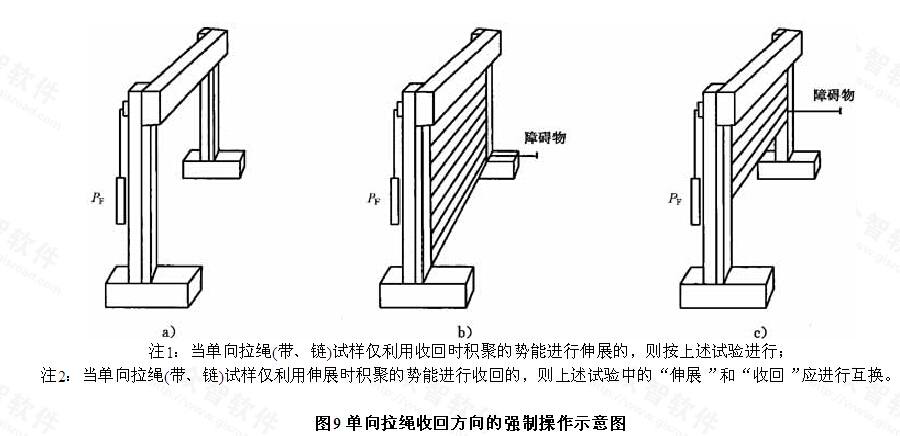 障碍物
障碍物
PF
PF
PF
a)
b)
c)
注1：当单向拉绳(带、链)试样仅利用收回时积聚的势能进行伸展的，则按上述试验进行；
注2：当单向拉绳(带、链)试样仅利用伸展时积聚的势能进行收回的，则上述试验中的“伸展”和“收回”应进行互换。
图9 单向拉绳收回方向的强制操作示意图